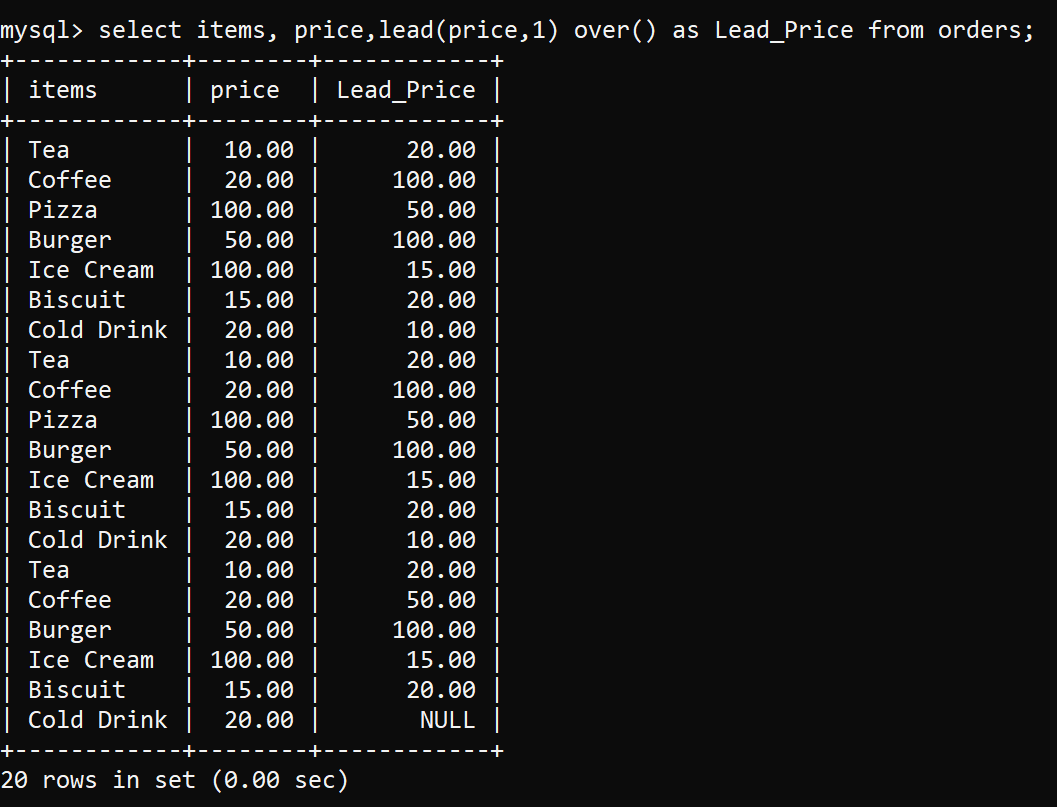 mysql> select items, price,lead(price,1) over() as Lead_Price from orders;
+------------+--------+------------+
| items      | price  | Lead_Price |
+------------+--------+------------+
| Tea        |  10.00 |      20.00 |
| Coffee     |  20.00 |     100.00 |
| Pizza      | 100.00 |      50.00 |
| Burger     |  50.00 |     100.00 |
| Ice Cream  | 100.00 |      15.00 |
| Biscuit    |  15.00 |      20.00 |
| Cold Drink |  20.00 |      10.00 |
| Tea        |  10.00 |      20.00 |
| Coffee     |  20.00 |     100.00 |
| Pizza      | 100.00 |      50.00 |
| Burger     |  50.00 |     100.00 |
| Ice Cream  | 100.00 |      15.00 |
| Biscuit    |  15.00 |      20.00 |
| Cold Drink |  20.00 |      10.00 |
| Tea        |  10.00 |      20.00 |
| Coffee     |  20.00 |      50.00 |
| Burger     |  50.00 |     100.00 |
| Ice Cream  | 100.00 |      15.00 |
| Biscuit    |  15.00 |      20.00 |
| Cold Drink |  20.00 |       NULL |
+------------+--------+------------+
20 rows in set (0.00 sec)